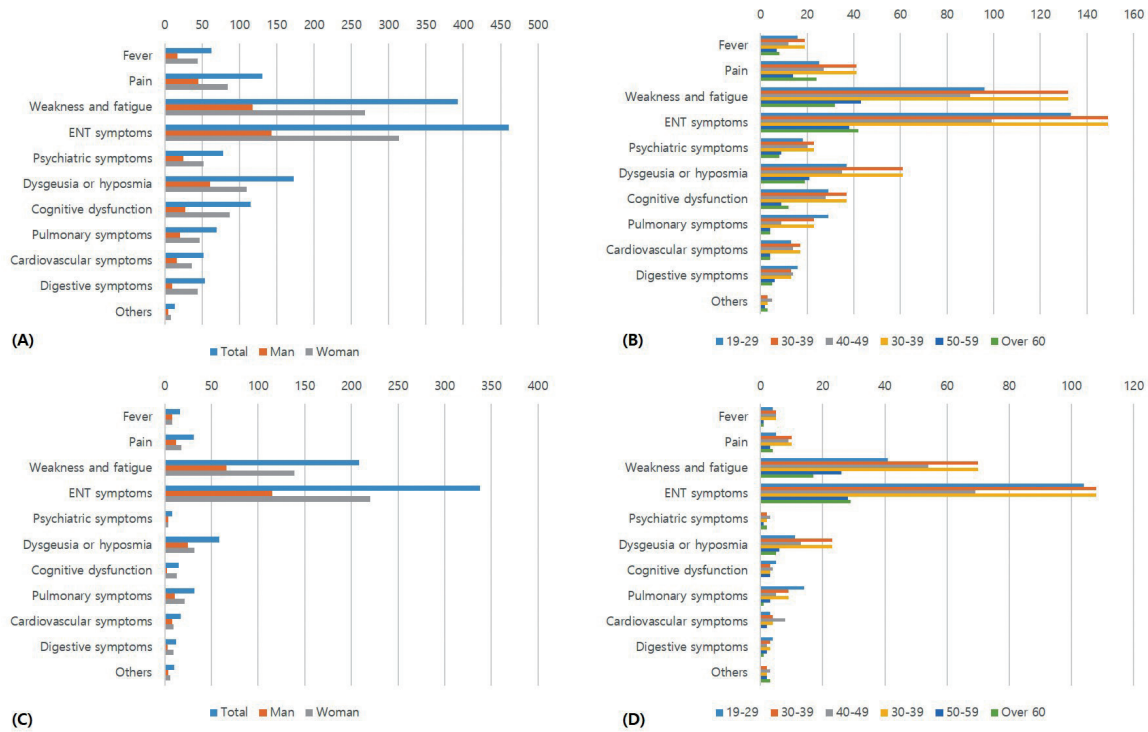 0 50 100 150 200 250 300 350 400 450 500
Fever
Pain
Weakness and fatigue
ENT symptoms
Psychiatric symptoms
Dysgeusia or hyposmia
Cognitive dysfunction
Pulmonary symptoms
Cardiovascular symptoms
Digestive symptoms
Others
(A)
Total Man Woman
0 20 40 60 80 100 120 140 160
Fever
Pain
Weakness and fatigue
ENT symptoms
Psychiatric symptoms
Dysgeusia or hyposmia
Cognitive dysfunction
Pulmonary symptoms
Cardiovascular symptoms
Digestive symptoms
Others
(B)
19-29 30-39 40-49 30-39 50-59 Over 60
0 50 100 150 200 250 300 350 400
Fever
Pain
Weakness and fatigue
ENT symptoms
Psychiatric symptoms
Dysgeusia or hyposmia
Cognitive dysfunction
Pulmonary symptoms
Cardiovascular symptoms
Digestive symptoms
Others
(C)
Total Man Woman
0 20 40 60 80 100 120
Fever
Pain
Weakness and fatigue
ENT symptoms
Psychiatric symptoms
Dysgeusia or hyposmia
Cognitive dysfunction
Pulmonary symptoms
Cardiovascular symptoms
Digestive symptoms
Others
(D)
19-29 30-39 40-49 30-39 50-59 Over 60